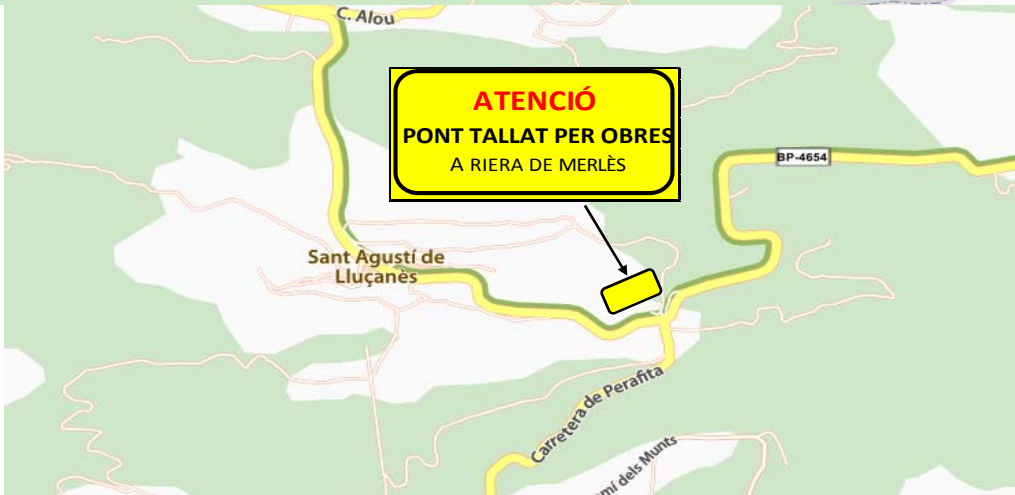 C. Alou
ATENCIÓ
PONT TALLAT PER OBRES
A RIERA DE MERLÈS
BP-4654
Sant Agustí de
Lluçanès
Carretera de Perafita
mí dels Munts